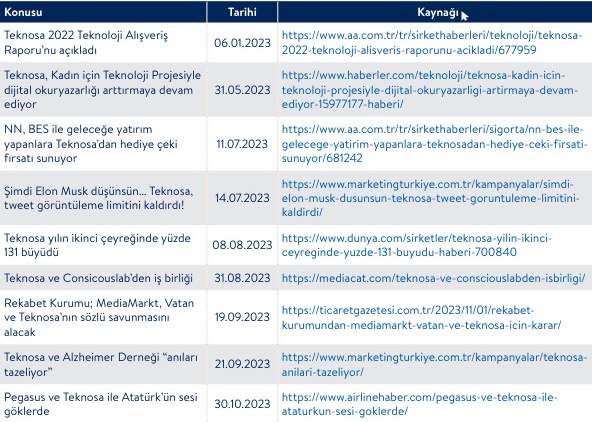 Konusu Tarihi Kaynağı
Teknosa 2022 Teknoloji Alışveriş
Raporu’nu açıkladı
06.01.2023
https://www.aa.com.tr/tr/sirkethaberleri/teknoloji/teknosa-
2022-teknoloji-alisveris-raporunu-acikladi/677959
Teknosa, Kadın için Teknoloji Projesiyle
dijital okuryazarlığı arttırmaya devam
ediyor
31.05.2023
https://www.haberler.com/teknoloji/teknosa-kadin-icin-
teknoloji-projesiyle-dijital-okuryazarligi-artirmaya-devam-
ediyor-15977177-haberi/
NN, BES ile geleceğe yatırım
yapanlara Teknosa’dan hediye çeki
fırsatı sunuyor
11.07.2023
https://www.aa.com.tr/tr/sirkethaberleri/sigorta/nn-bes-ile-
gelecege-yatirim-yapanlara-teknosadan-hediye-ceki-firsati-
sunuyor/681242
Şimdi Elon Musk düşünsün... Teknosa,
tweet görüntüleme limitini kaldırdı!
14.07.2023
https://www.marketingturkiye.com.tr/kampanyalar/simdi-
elon-musk-dusunsun-teknosa-tweet-goruntuleme-limitini-
kaldirdi/
Teknosa yılın ikinci çeyreğinde yüzde
131 büyüdü
08.08.2023
https://www.dunya.com/sirketler/teknosa-yilin-ikinci-
ceyreginde-yuzde-131-buyudu-haberi-700840
Teknosa ve Consicouslab’den iş birliği
31.08.2023
https://mediacat.com/teknosa-ve-consciouslabden-isbirligi/
Rekabet Kurumu; MediaMarkt, Vatan
ve Teknosa’nın sözlü savunmasını
alacak
19.09.2023
https://ticaretgazetesi.com.tr/2023/11/01/rekabet-
kurumundan-mediamarkt-vatan-ve-teknosa-icin-karar/
Teknosa ve Alzheimer Derneği “anıları
tazeliyor”
21.09.2023
https://www.marketingturkiye.com.tr/kampanyalar/teknosa-
anilari-tazeliyor/
Pegasus ve Teknosa ile Atatürk’ün sesi
göklerde
30.10.2023
https://www.airlinehaber.com/pegasus-ve-teknosa-ile-
ataturkun-sesi-goklerde/